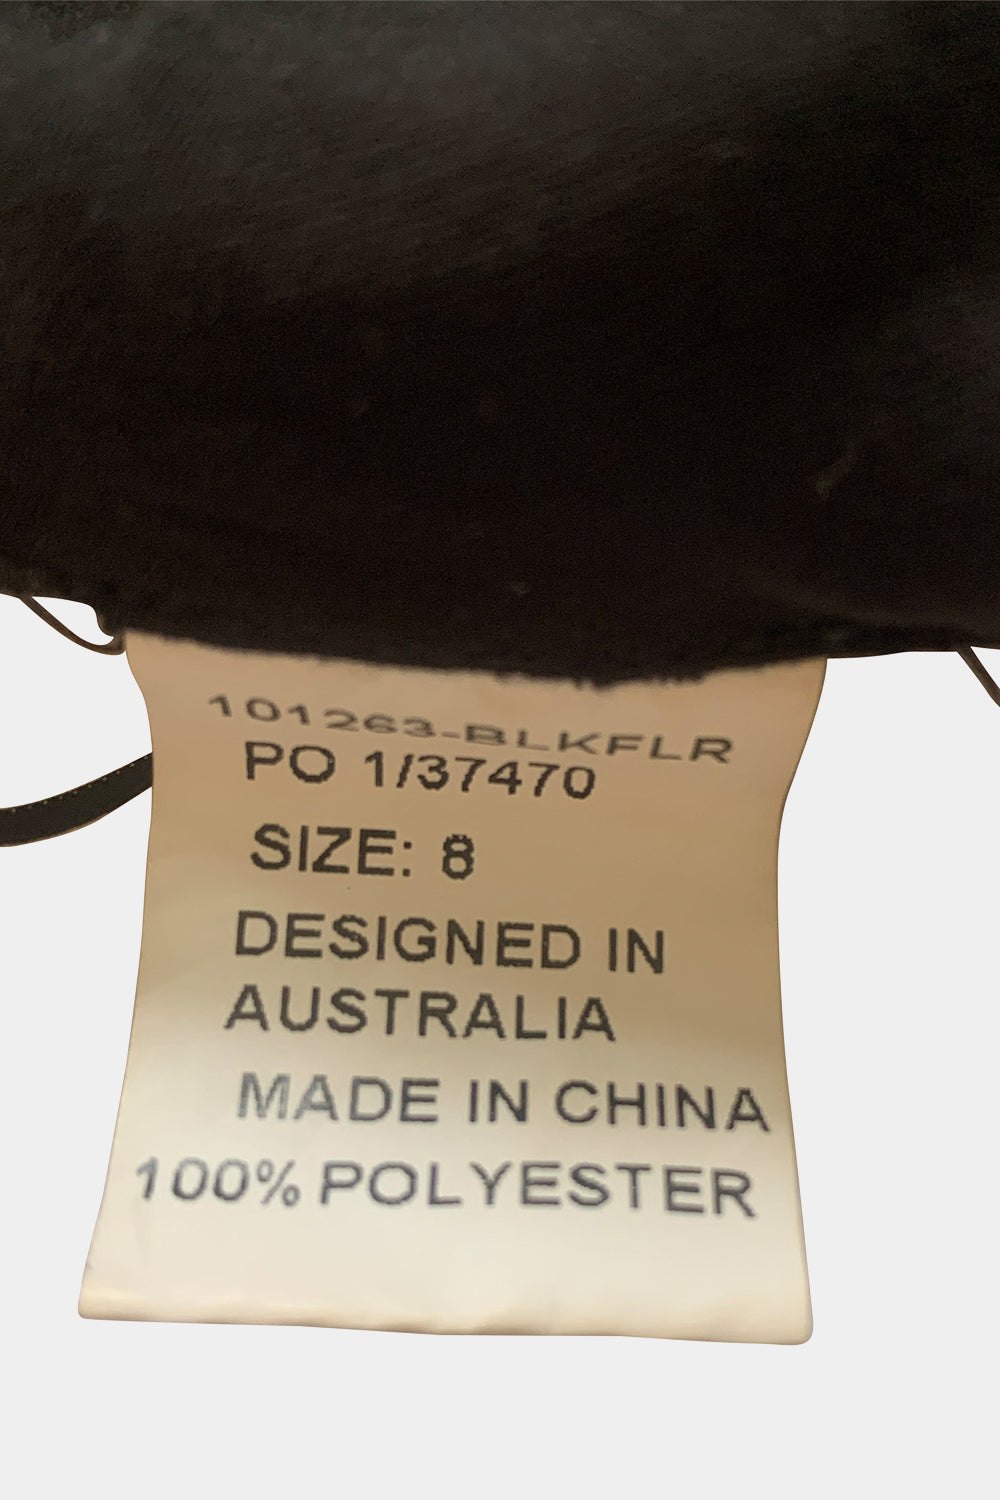 101263-BLKFLR
PO 1/37470
SIZE: 8
DESIGNED IN
AUSTRALIA
MADE IN CHINA
100% POLYESTER